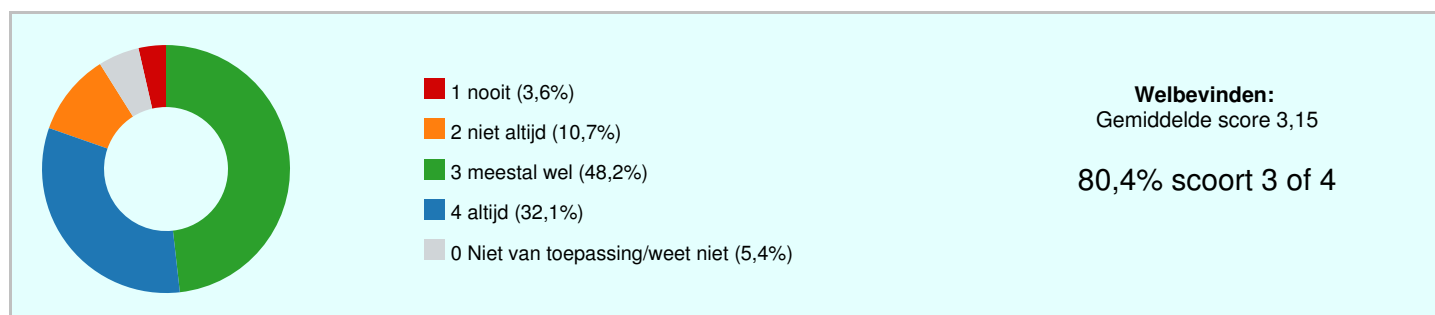 1 nooit (3,6%)
2 niet altijd (10,7%)
3 meestal wel (48,2%)
4 altijd (32,1%)
0 Niet van toepassing/weet niet (5,4%)
Welbevinden:
Gemiddelde score 3,15
80,4% scoort 3 of 4